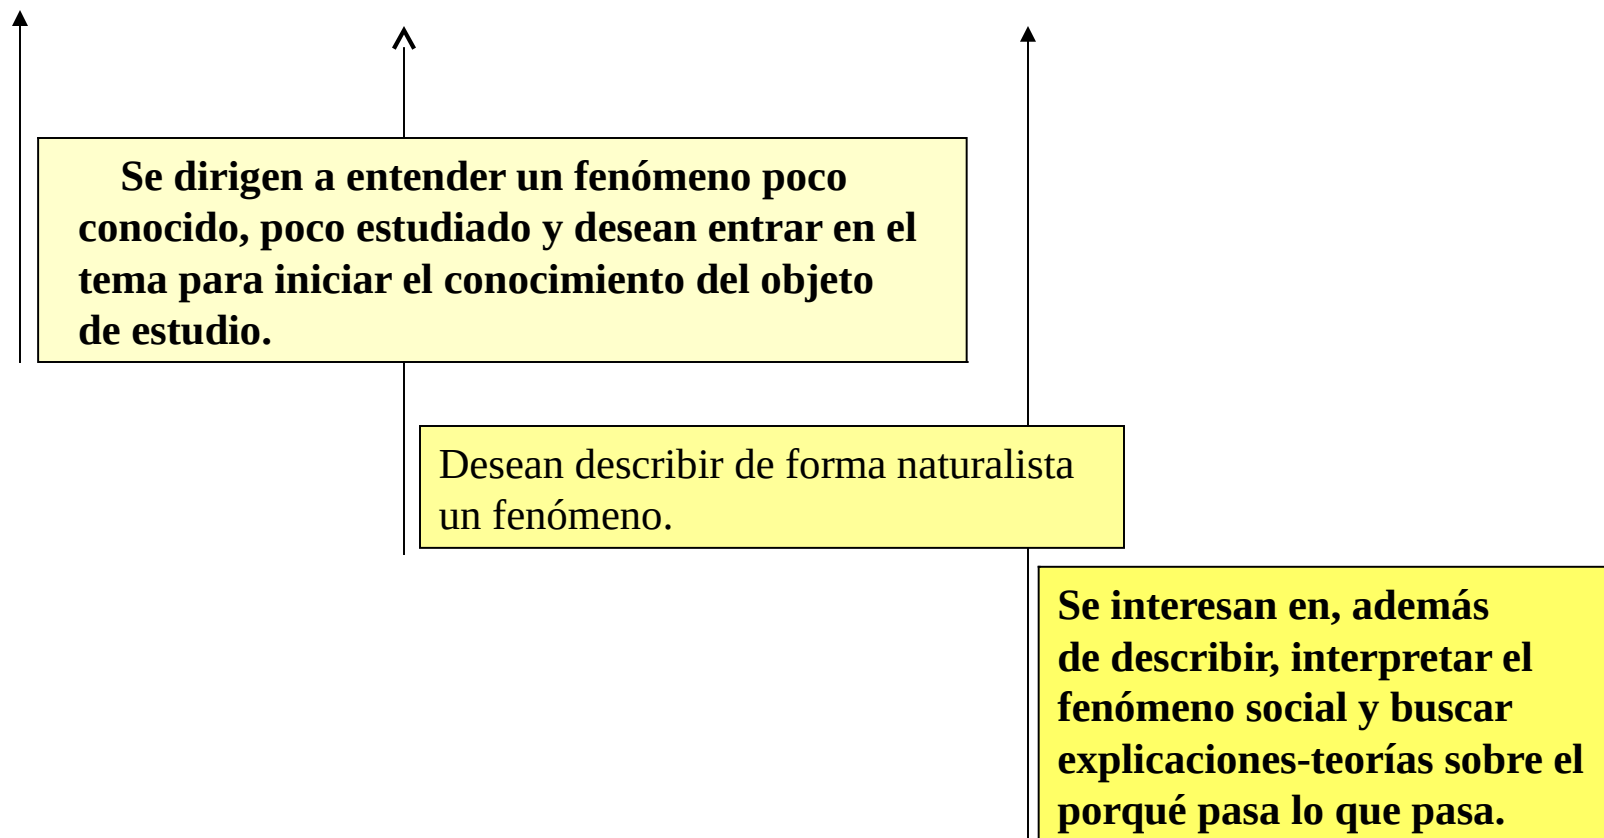 Se dirigen a entender un fenómeno poco
conocido, poco estudiado y desean entrar en el
tema para iniciar el conocimiento del objeto
de estudio.
Desean describir de forma naturalista
un fenómeno.
Se interesan en, además
de describir, interpretar el
fenómeno social y buscar
explicaciones-teorías sobre el
porqué pasa lo que pasa.